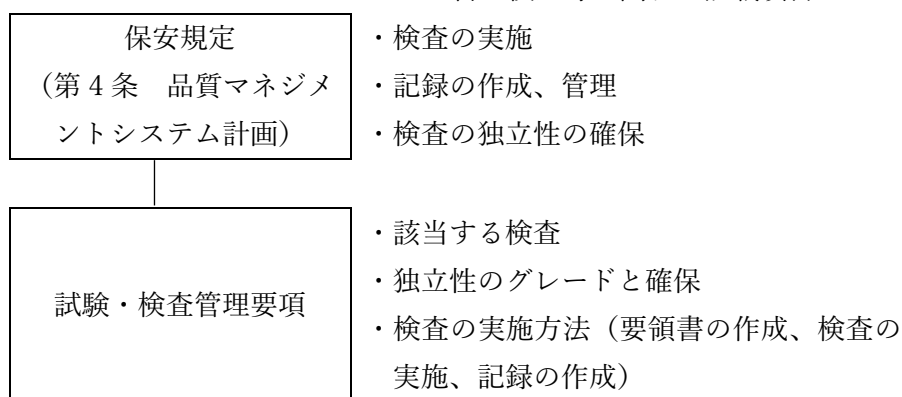 保安規定
(第４条　品質マネジメ
ントシステム計画)
・検査の実施
・記録の作成、管理
・検査の独立性の確保
試験・検査管理要項
・該当する検査
・独立性のグレードと確保
・検査の実施方法（要領書の作成、検査の
実施、記録の作成）